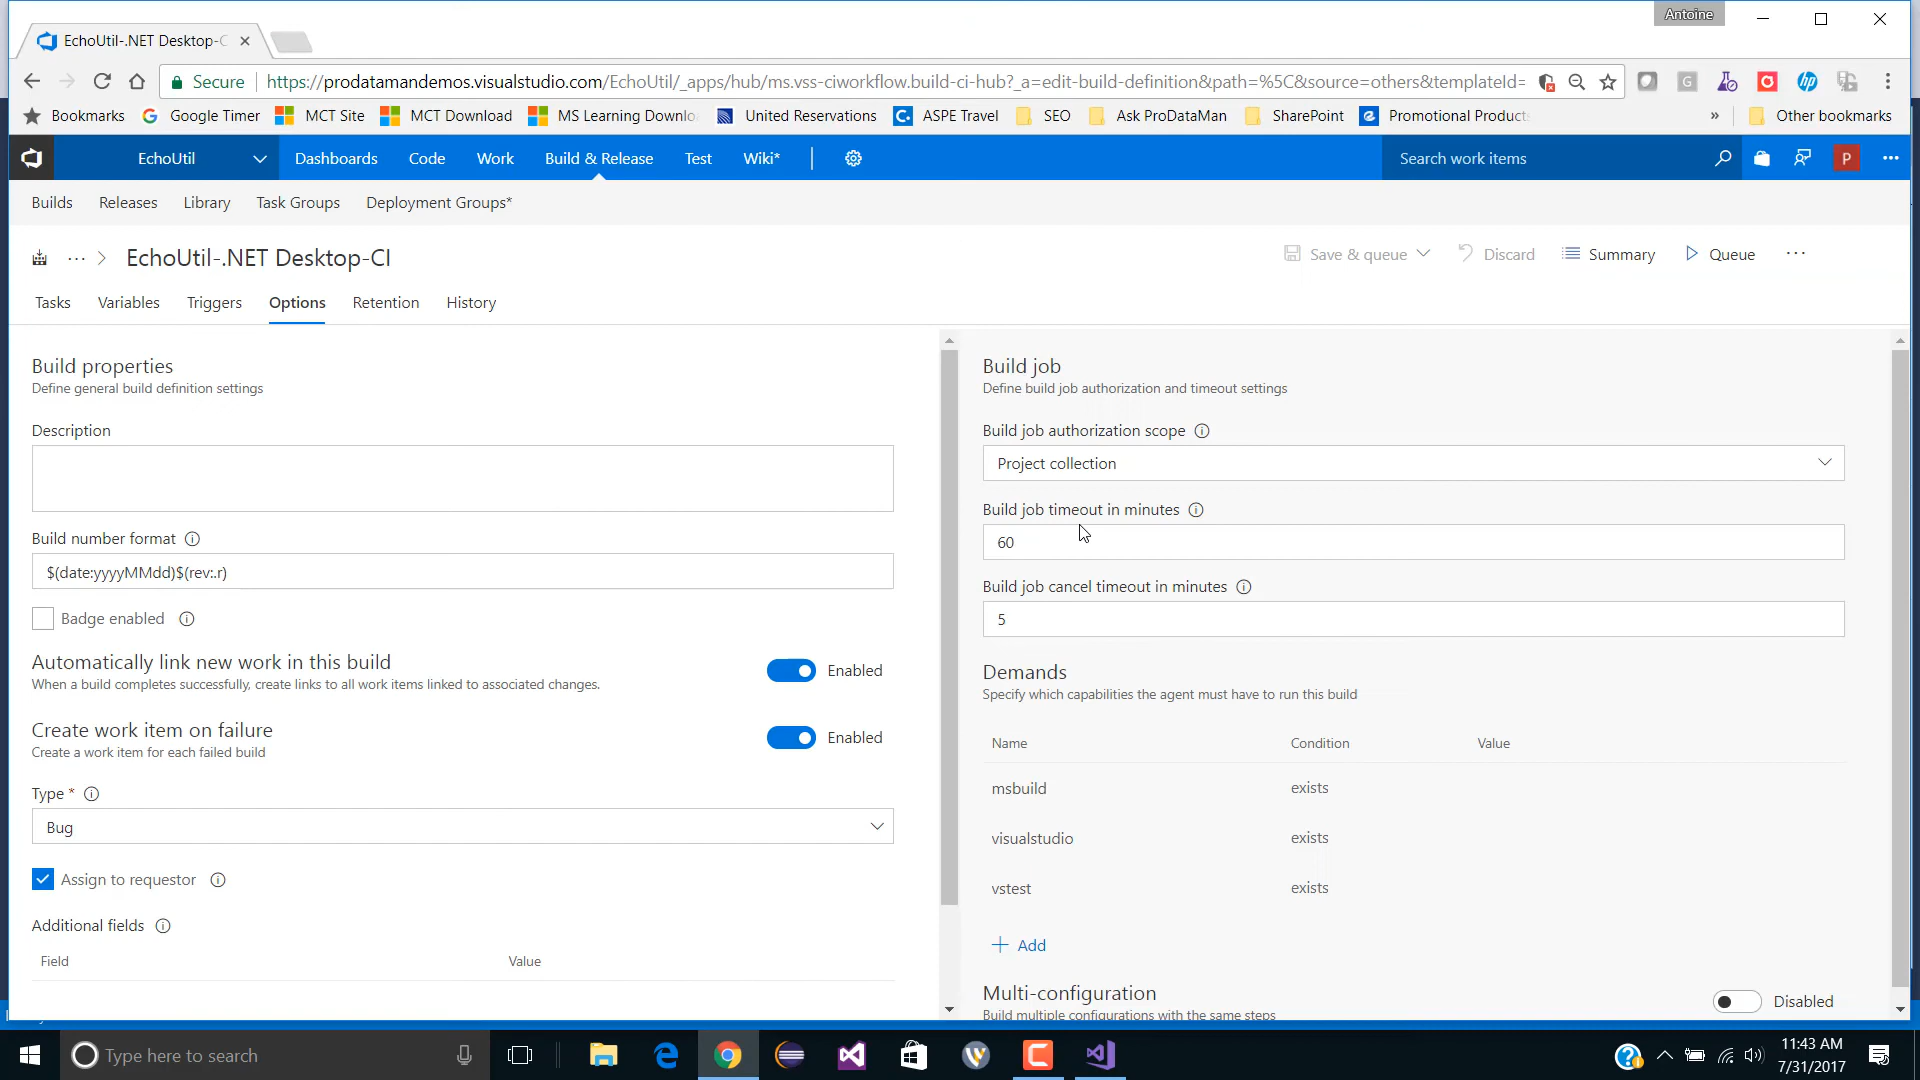 Antoine
EchoUtil-.NET Desktop-C
Secure
https://prodatamandemos.visualstudio.com/EchoUtil/_apps/hub/ms.vss-ciworkflow.build-ci-hub?_a=edit-build-definition&path=%5C&source=others&templateId=
Bookmarks Google Timer MCT Site MCT Download MS Learning Downlo United Reservations ASPE Travel SEO Ask ProDataMan SharePoint Promotional Product » Other bookmarks
EchoUtil Dashboards Code Work Build & Release Test Wiki* Search work items P
Builds Releases Library Task Groups Deployment Groups*
EchoUtil-.NET Desktop-CI
Save & queue Discard Summary Queue
Tasks Variables Triggers Options Retention History
Build properties
Define general build definition settings
Description
Build number format
$(date:yyyyMMdd)$(rev:.r)
Badge enabled
Automatically link new work in this build
Enabled
When a build completes successfully, create links to all work items linked to associated changes.
Create work item on failure
Enabled
Create a work item for each failed build
Type *
Bug
Assign to requestor
Additional fields
Field Value
Build job
Define build job authorization and timeout settings
Build job authorization scope
Project collection
Build job timeout in minutes
60
Build job cancel timeout in minutes
5
Demands
Specify which capabilities the agent must have to run this build
Name Condition Value
msbuild exists
visualstudio exists
vstest exists
Add
Multi-configuration
Disabled
Build multiple configurations with the same steps
Type here to search
11:43 AM
7/31/2017